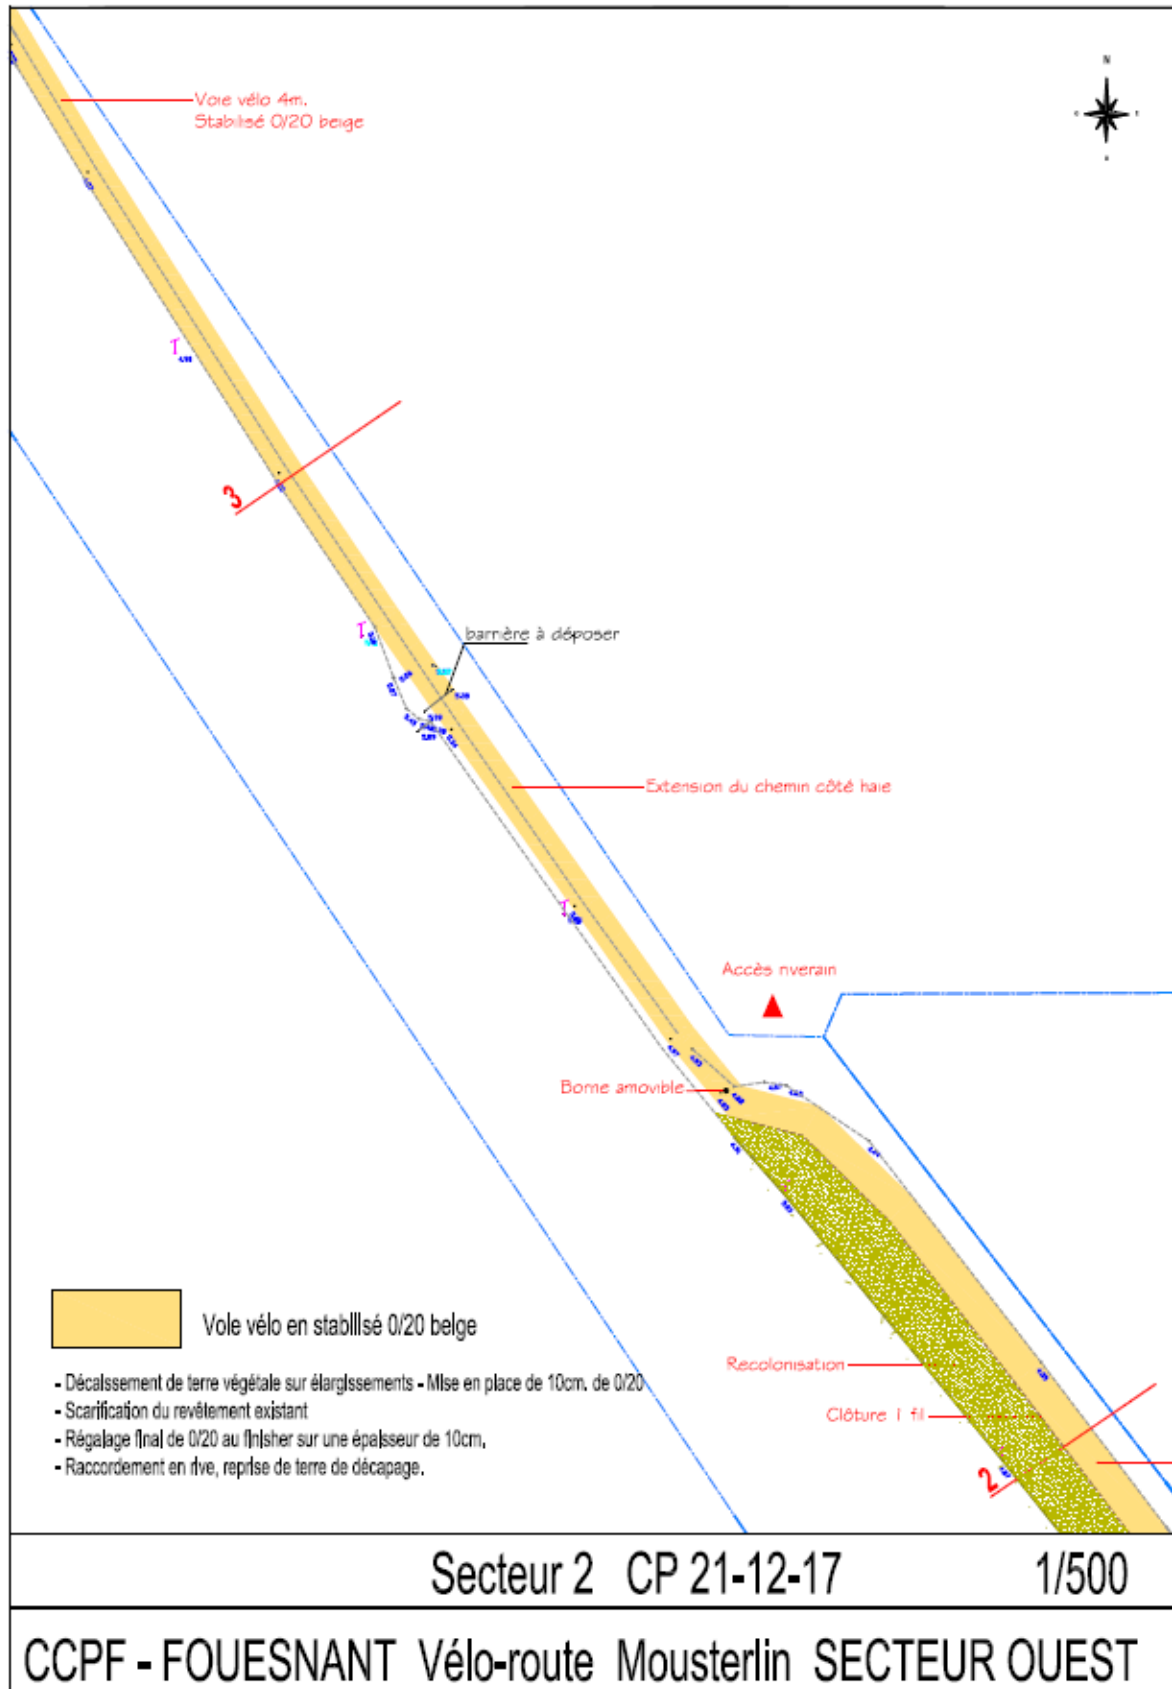 N
Voie vélo 4m.
Stabilisé 0/20 beige
3
barrière à déposer
Extension du chemin côté haie
Accès riverain
Borne amovible
Recolonisation
Clôture 1 fil
2
Voie vélo en stabilisé 0/20 beige
- Décaissement de terre végétale sur élargissements - Mise en place de 10cm. de 0/20
- Scarification du revêtement existant
- Régalage final de 0/20 au finisher sur une épaisseur de 10cm,
- Raccordement en rive, reprise de terre de décapage.
Secteur 2 CP 21-12-17 1/500
CCPF - FOUESNANT Vélo-route Mousterlin SECTEUR OUEST